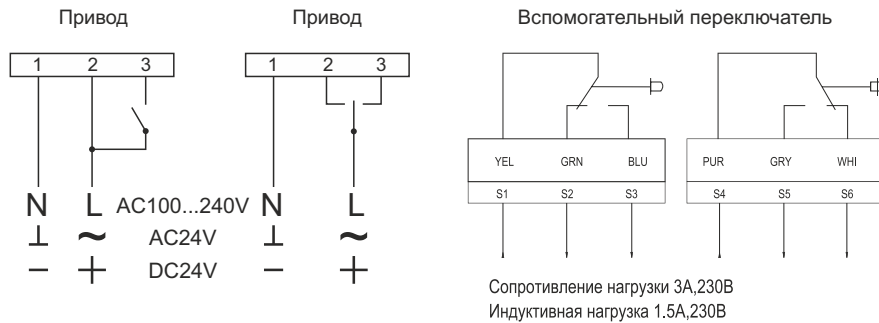 Привод Привод Вспомогательный переключатель
1 2 3 1 2 3
YEL GRN BLU PUR GRY WHI
S1 S2 S3 S4 S5 S6
N L AC100...240V N L
⊥ ~ AC24V ⊥ ~
− + DC24V − +
Сопротивление нагрузки 3А,230В
Индуктивная нагрузка 1.5А,230В